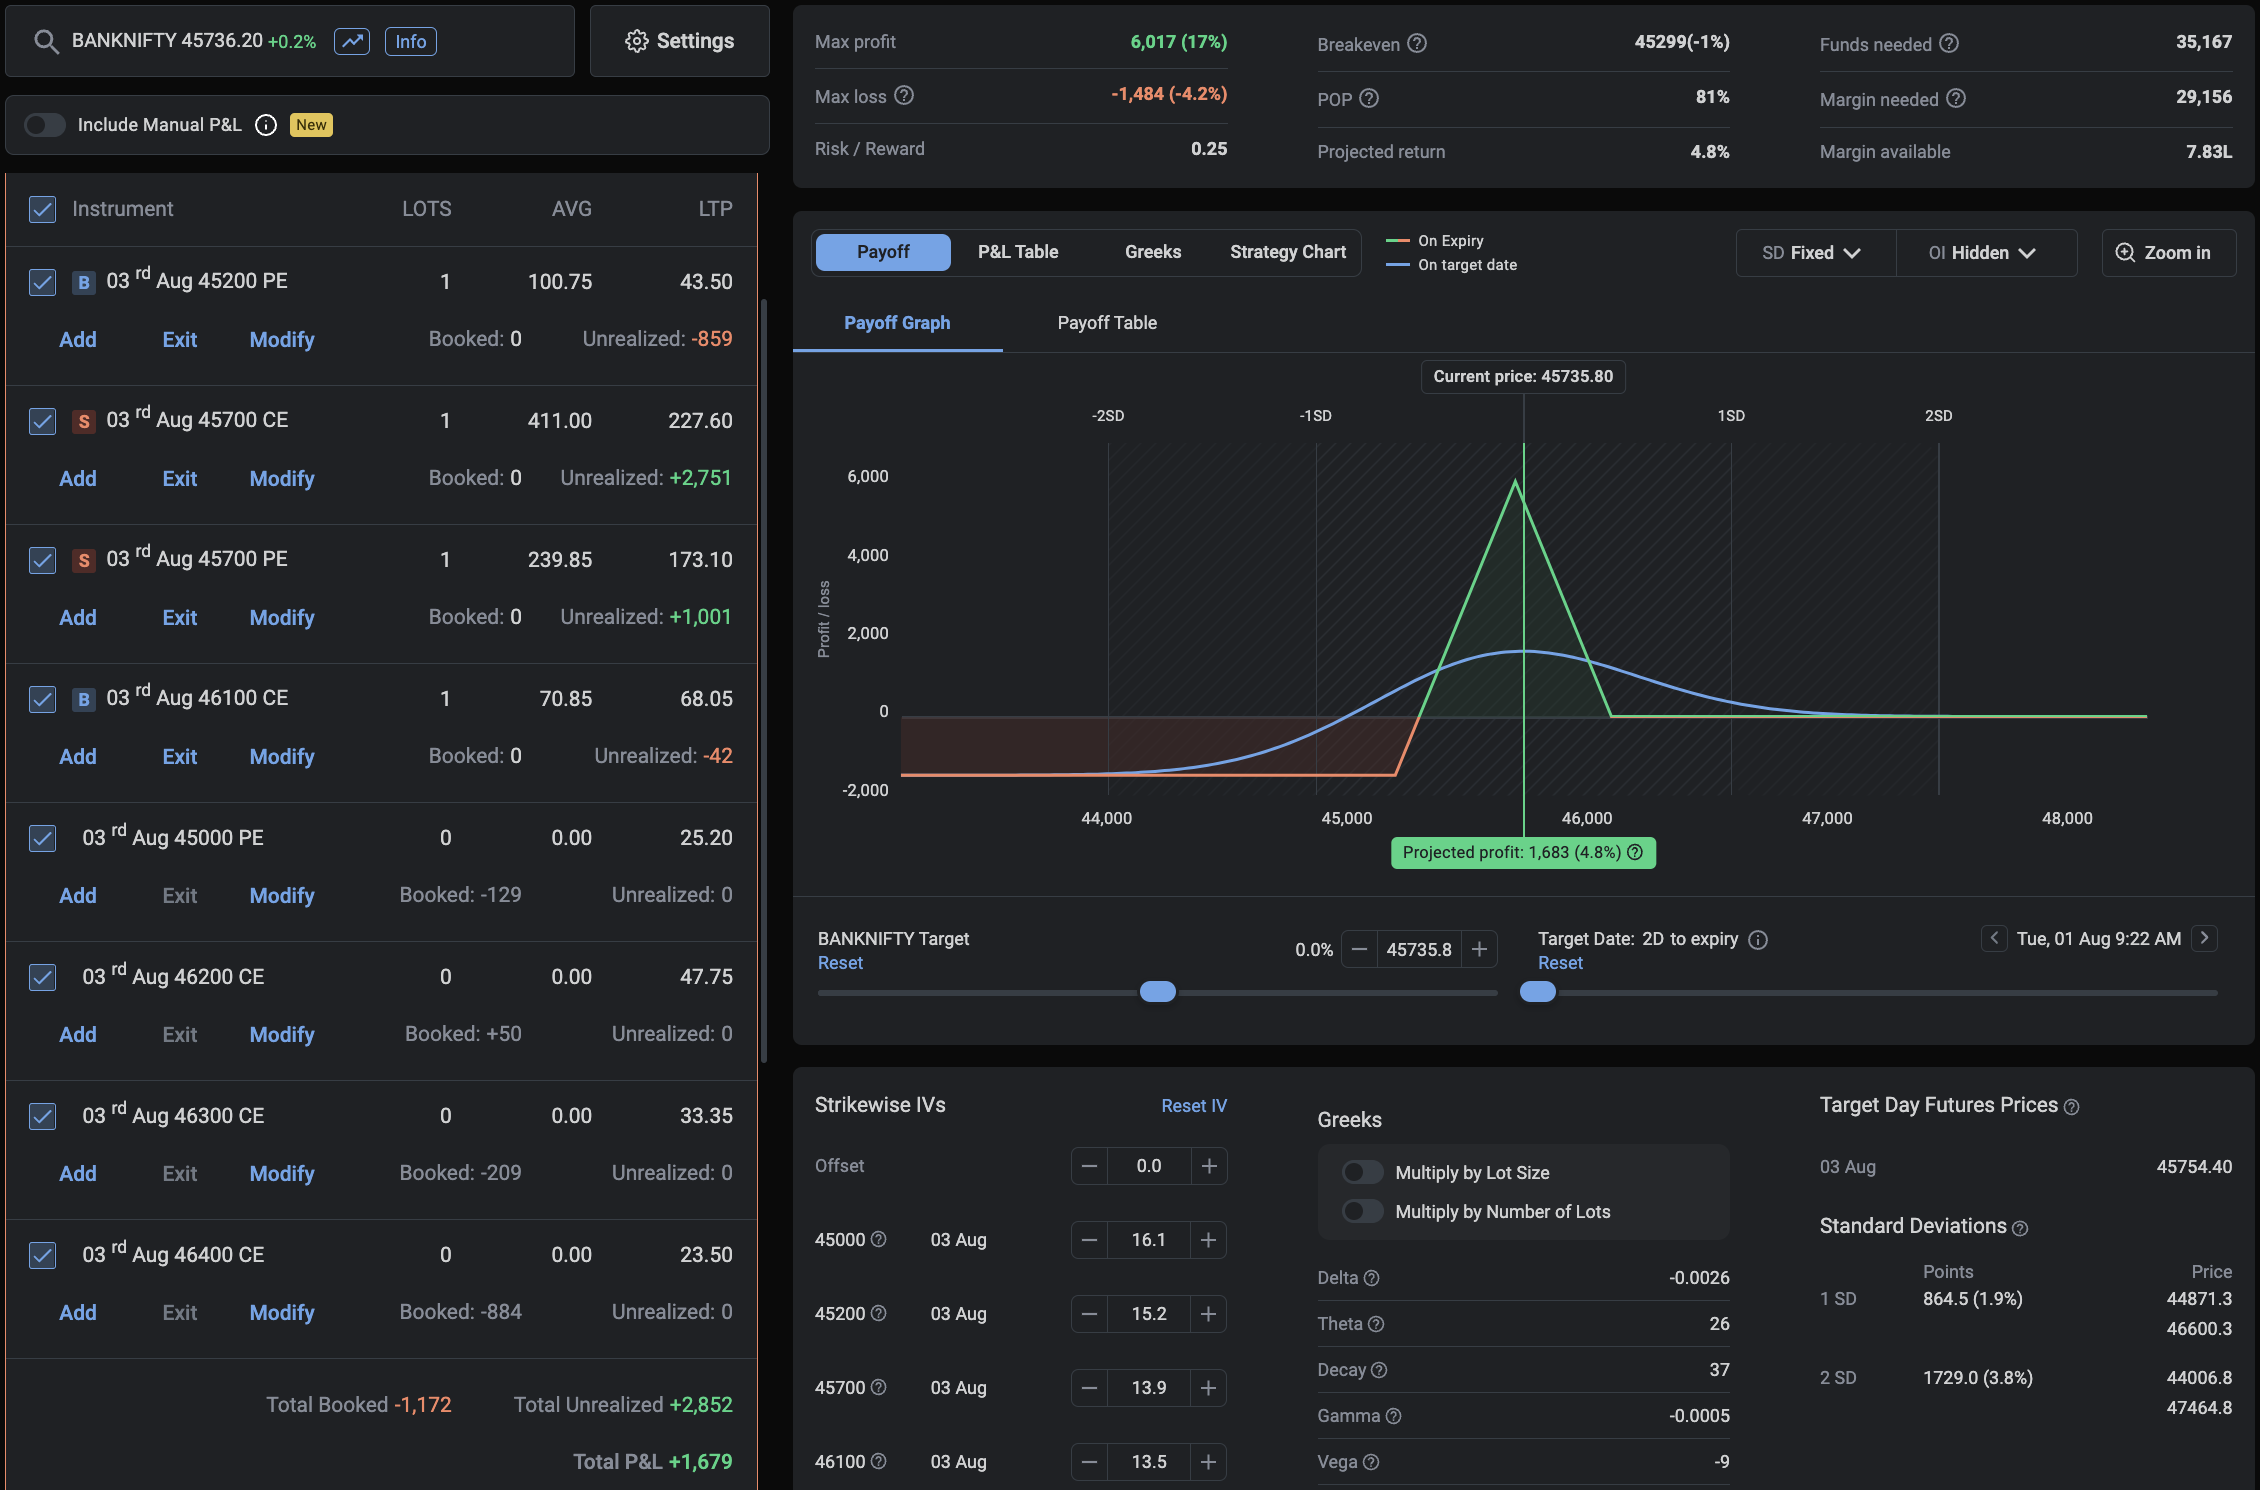 BANKNIFTY 45736.20 +0.2% Info
Settings
Include Manual P&L New
Instrument LOTS AVG LTP
B 03 rd Aug 45200 PE 1 100.75 43.50
Add Exit Modify Booked: 0 Unrealized: -859
S 03 rd Aug 45700 CE 1 411.00 227.60
Add Exit Modify Booked: 0 Unrealized: +2,751
S 03 rd Aug 45700 PE 1 239.85 173.10
Add Exit Modify Booked: 0 Unrealized: +1,001
B 03 rd Aug 46100 CE 1 70.85 68.05
Add Exit Modify Booked: 0 Unrealized: -42
03 rd Aug 45000 PE 0 0.00 25.20
Add Exit Modify Booked: -129 Unrealized: 0
03 rd Aug 46200 CE 0 0.00 47.75
Add Exit Modify Booked: +50 Unrealized: 0
03 rd Aug 46300 CE 0 0.00 33.35
Add Exit Modify Booked: -209 Unrealized: 0
03 rd Aug 46400 CE 0 0.00 23.50
Add Exit Modify Booked: -884 Unrealized: 0
Total Booked -1,172 Total Unrealized +2,852
Total P&L +1,679
Max profit 6,017 (17%)
Max loss -1,484 (-4.2%)
Risk / Reward 0.25
Breakeven 45299(-1%)
POP 81%
Projected return 4.8%
Funds needed 35,167
Margin needed 29,156
Margin available 7.83L
Payoff P&L Table Greeks Strategy Chart
On Expiry
On target date
SD Fixed OI Hidden Zoom in
Payoff Graph Payoff Table
Current price: 45735.80
-2SD -1SD 1SD 2SD
Profit / loss
6,000
4,000
2,000
0
-2,000
44,000 45,000 46,000 47,000 48,000
Projected profit: 1,683 (4.8%)
BANKNIFTY Target 0.0% 45735.8
Reset
Target Date: 2D to expiry Tue, 01 Aug 9:22 AM
Reset
Strikewise IVs Reset IV
Offset 0.0
45000 03 Aug 16.1
45200 03 Aug 15.2
45700 03 Aug 13.9
46100 03 Aug 13.5
Greeks
Multiply by Lot Size
Multiply by Number of Lots
Delta -0.0026
Theta 26
Decay 37
Gamma -0.0005
Vega -9
Target Day Futures Prices
03 Aug 45754.40
Standard Deviations
Points Price
1 SD 864.5 (1.9%) 44871.3
46600.3
2 SD 1729.0 (3.8%) 44006.8
47464.8